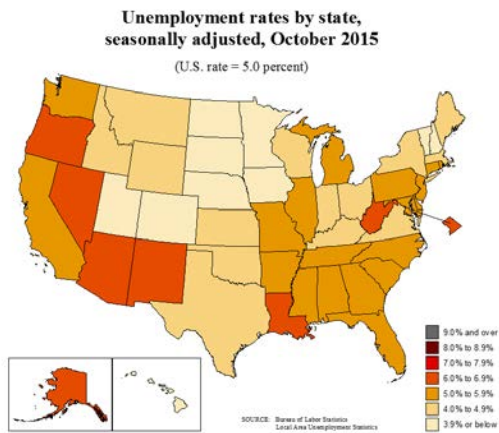 Unemployment rates by state,
seasonally adjusted, October 2015
(U.S. rate = 5.0 percent)
9.0% and over
8.0% to 8.9%
7.0% to 7.9%
6.0% to 6.9%
5.0% to 5.9%
4.0% to 4.9%
3.9% or below
SOURCE: Bureau of Labor Statistics
Local Area Unemployment Statistics